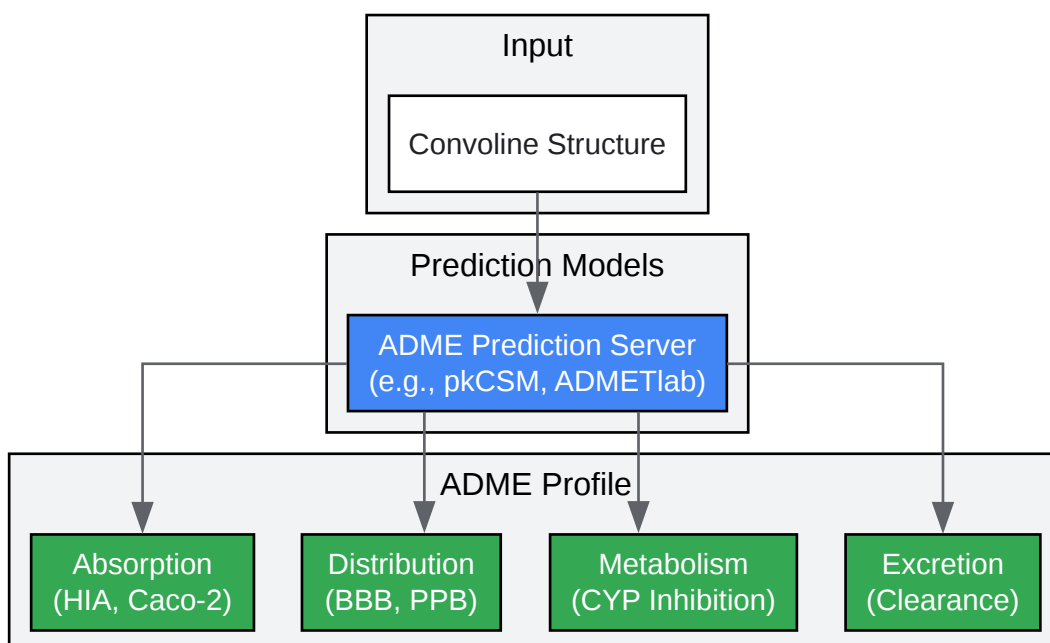 Input
Convoline Structure
Prediction Models
ADME Prediction Server
(e.g., pkCSM, ADMETlab)
ADME Profile
Absorption
(HIA, Caco-2)
Distribution
(BBB, PPB)
Metabolism
(CYP Inhibition)
Excretion
(Clearance)